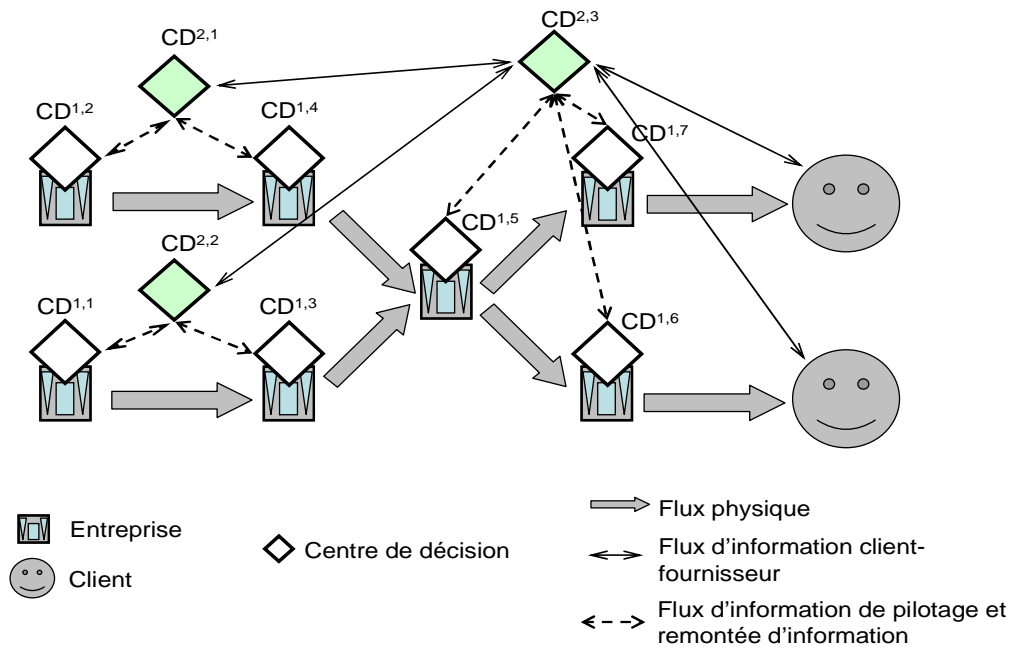 CD2,3
CD2,1
CD1,2
CD1,4
CD1,7
CD1,5
CD2,2
CD1,1
CD1,3
CD1,6
Entreprise
Client
Centre de décision
Flux physique
Flux d'information client-
fournisseur
Flux d'information de pilotage et
remontée d'information